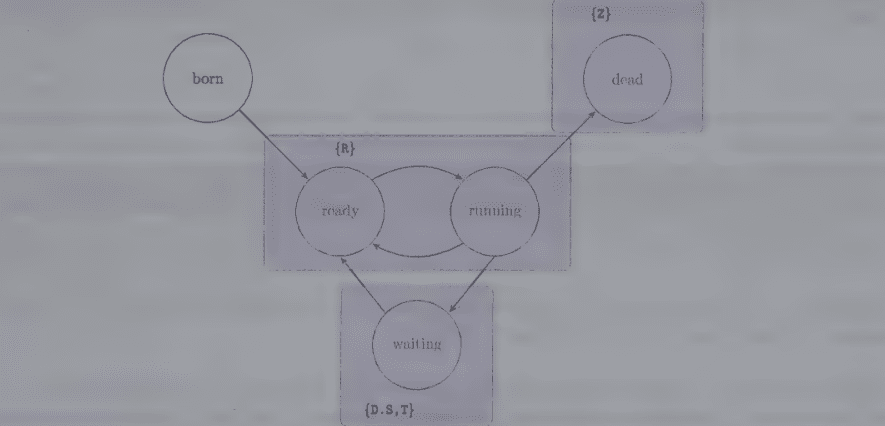 {Z}
born
dead
{R}
ready
running
waiting
{D.S,T}